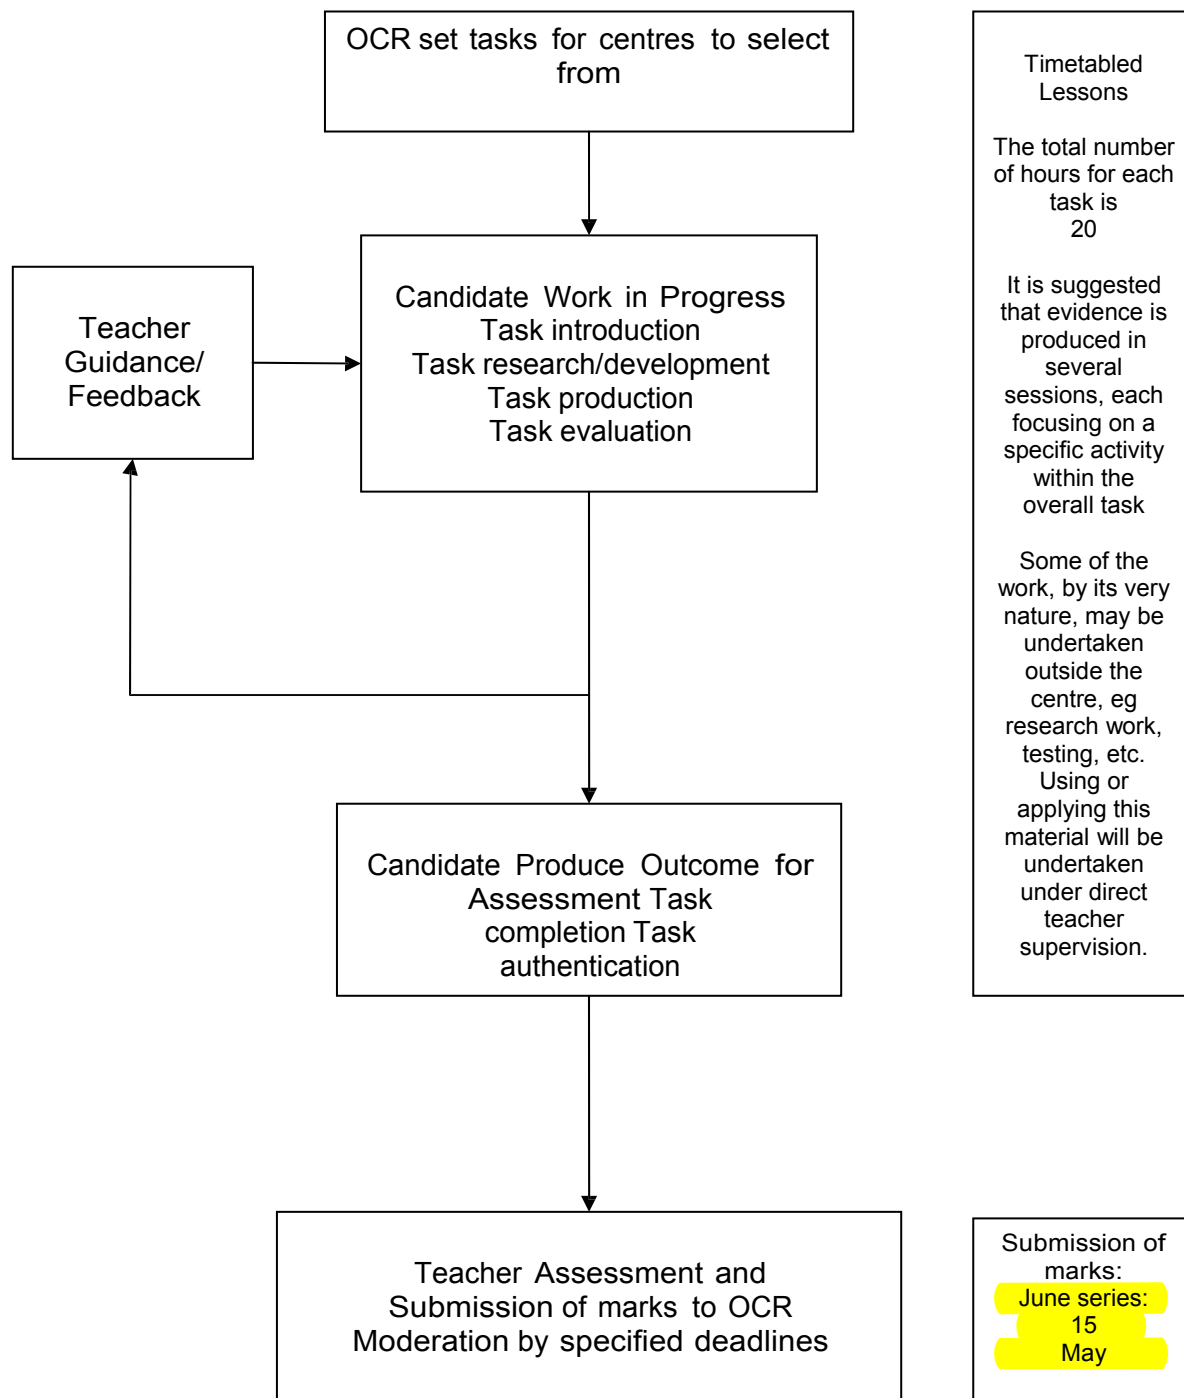 OCR set tasks for centres to select
from
Timetabled
Lessons
The total number
of hours for each
task is
20
It is suggested
that evidence is
produced in
several
sessions, each
focusing on a
specific activity
within the
overall task
Some of the
work, by its very
nature, may be
undertaken
outside the
centre, eg
research work,
testing, etc.
Using or
applying this
material will be
undertaken
under direct
teacher
supervision.
Teacher
Guidance/
Feedback
Candidate Work in Progress
Task introduction
Task research/development
Task production
Task evaluation
Candidate Produce Outcome for
Assessment Task
completion Task
authentication
Teacher Assessment and
Submission of marks to OCR
Moderation by specified deadlines
Submission of
marks:
June series:
15
May